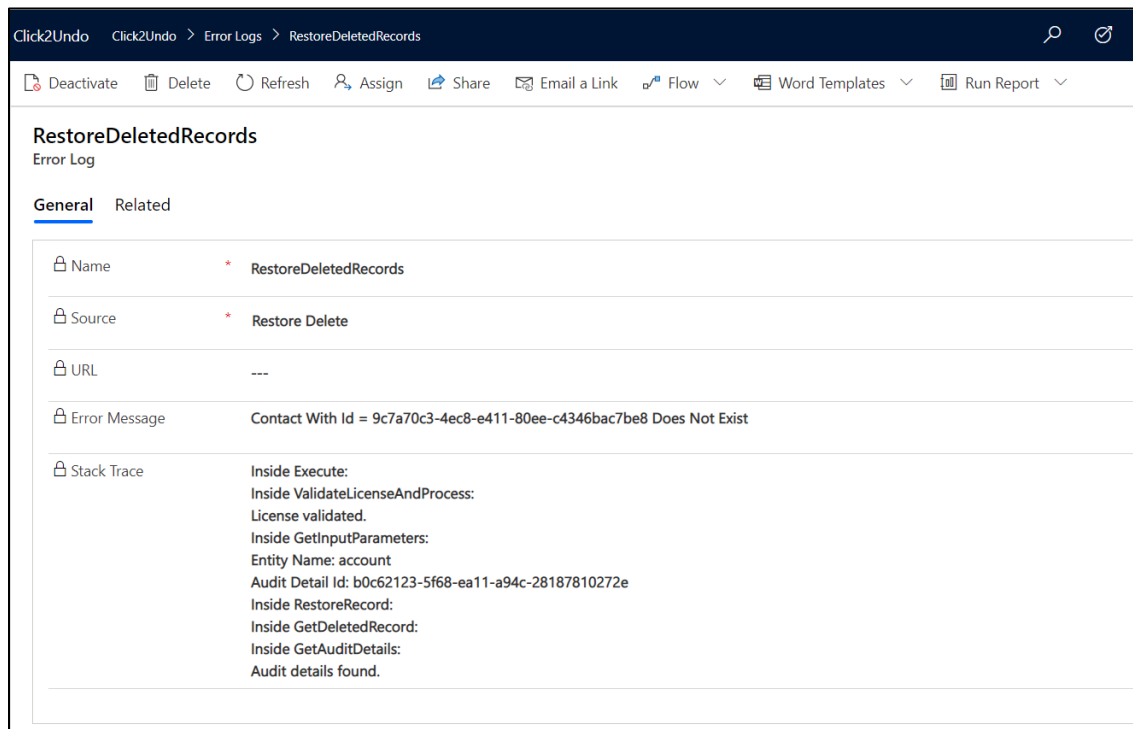 Click2Undo Click2Undo > Error Logs > RestoreDeletedRecords
Deactivate Delete Refresh Assign Share Email a Link Flow Word Templates Run Report
RestoreDeletedRecords
Error Log
General Related
Name * RestoreDeletedRecords
Source * Restore Delete
URL ---
Error Message Contact With Id = 9c7a70c3-4ec8-e411-80ee-c4346bac7be8 Does Not Exist
Stack Trace Inside Execute:
Inside ValidateLicenseAndProcess:
License validated.
Inside GetInputParameters:
Entity Name: account
Audit Detail Id: b0c62123-5f68-ea11-a94c-28187810272e
Inside RestoreRecord:
Inside GetDeletedRecord:
Inside GetAuditDetails:
Audit details found.